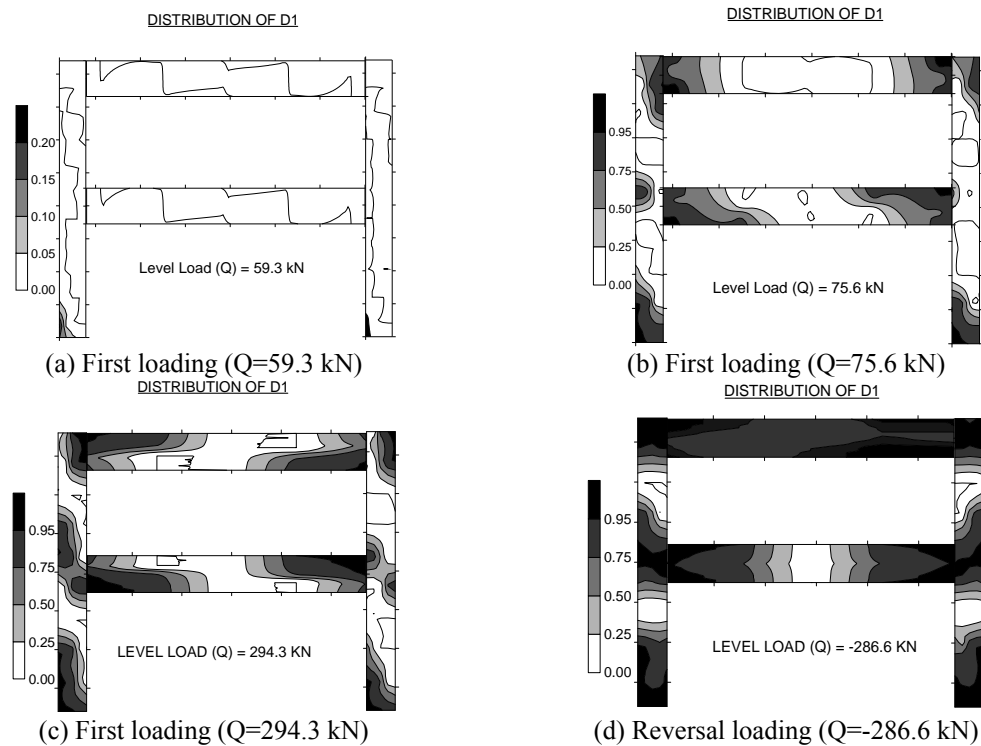 DISTRIBUTION OF D1
0.20
0.15
0.10
0.05
0.00
Level Load (Q) = 59.3 kN
(a) First loading (Q=59.3 kN)
DISTRIBUTION OF D1
0.95
0.75
0.50
0.25
0.00
Level Load (Q) = 75.6 kN
(b) First loading (Q=75.6 kN)
DISTRIBUTION OF D1
0.95
0.75
0.50
0.25
0.00
LEVEL LOAD (Q) = 294.3 KN
(c) First loading (Q=294.3 kN)
DISTRIBUTION OF D1
0.95
0.75
0.50
0.25
0.00
LEVEL LOAD (Q) = -286.6 KN
(d) Reversal loading (Q=-286.6 kN)